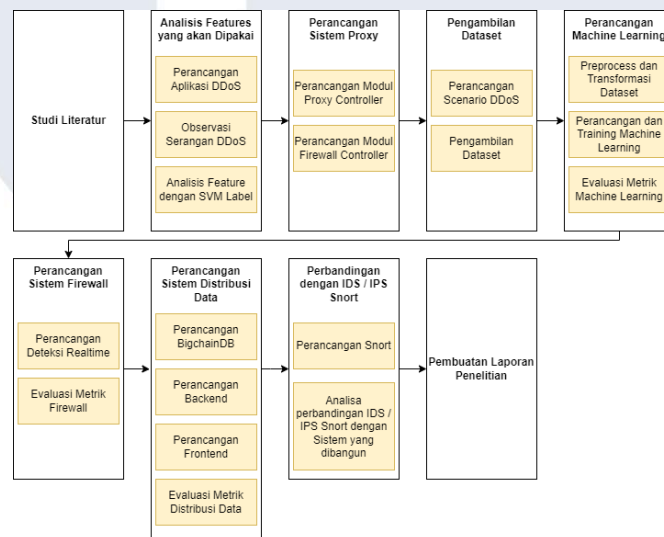 Studi Literatur
Analisis Features
yang akan Dipakai
Perancangan
Aplikasi DDoS
Observasi
Serangan DDoS
Analisis Feature
dengan SVM Label
Perancangan
Sistem Proxy
Perancangan Modul
Proxy Controller
Perancangan Modul
Firewall Controller
Pengambilan
Dataset
Perancangan
Scenario DDoS
Pengambilan
Dataset
Perancangan
Machine Learning
Preprocess dan
Transformasi
Dataset
Perancangan dan
Training Machine
Learning
Evaluasi Metrik
Machine Learning
Perancangan
Sistem Firewall
Perancangan
Deteksi Realtime
Evaluasi Metrik
Firewall
Perancangan
Sistem Distribusi
Data
Perancangan
BigchainDB
Perancangan
Backend
Perancangan
Frontend
Evaluasi Metrik
Distribusi Data
Perbandingan
dengan IDS / IPS
Snort
Perancangan Snort
Analisa
perbandingan IDS /
IPS Snort dengan
Sistem yang
dibangun
Pembuatan Laporan
Penelitian